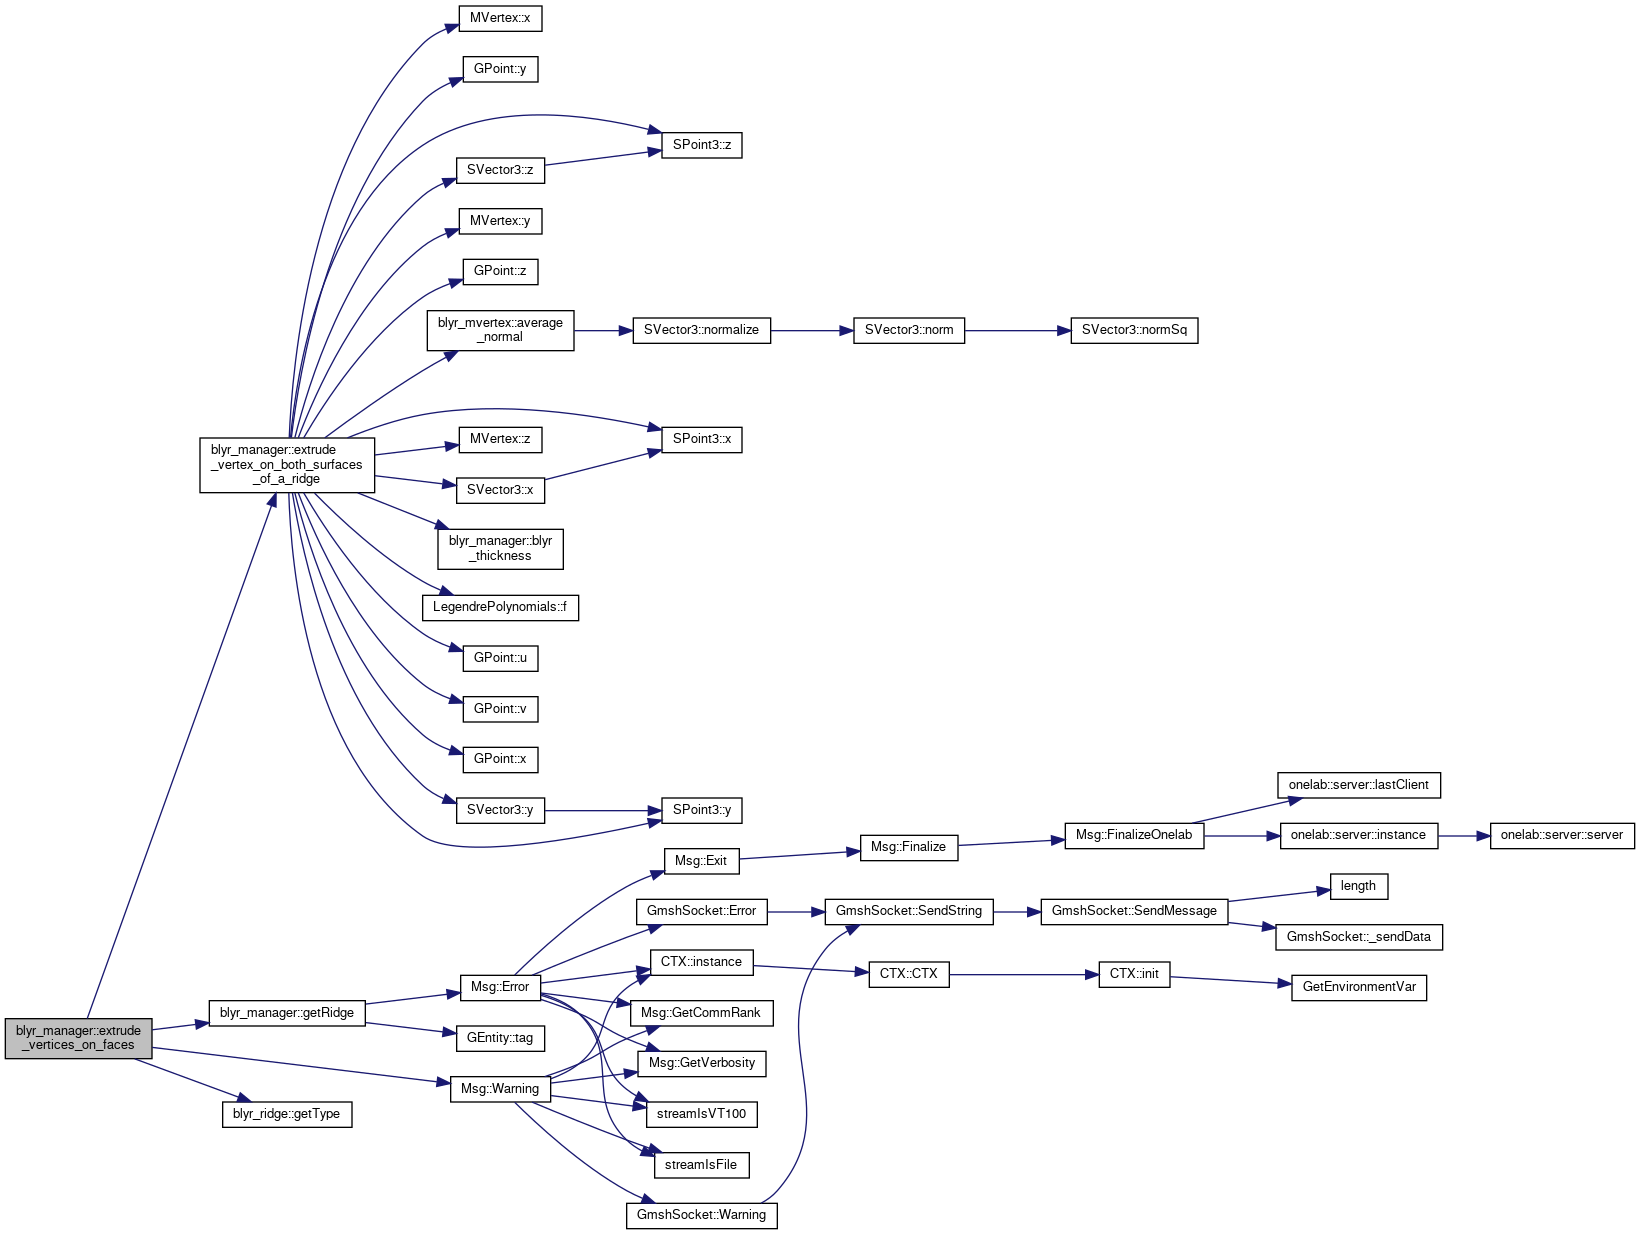 MVertex::x
GPoint::y
SPoint3::z
SVector3::z
MVertex::y
GPoint::z
blyr_mvertex::average
_normal
SVector3::normalize
SVector3::norm
SVector3::normSq
blyr_manager::extrude
_vertex_on_both_surfaces
_of_a_ridge
MVertex::z
SPoint3::x
SVector3::x
blyr_manager::blyr
_thickness
LegendrePolynomials::f
GPoint::u
GPoint::v
GPoint::x
SVector3::y
SPoint3::y
onelab::server::lastClient
Msg::Exit
Msg::Finalize
Msg::FinalizeOnelab
onelab::server::instance
onelab::server::server
GmshSocket::Error
GmshSocket::SendString
GmshSocket::SendMessage
length
GmshSocket::_sendData
Msg::Error
CTX::instance
CTX::CTX
CTX::init
GetEnvironmentVar
blyr_manager::extrude
_vertices_on_faces
blyr_manager::getRidge
GEntity::tag
Msg::GetCommRank
Msg::GetVerbosity
Msg::Warning
streamIsVT100
blyr_ridge::getType
streamIsFile
GmshSocket::Warning